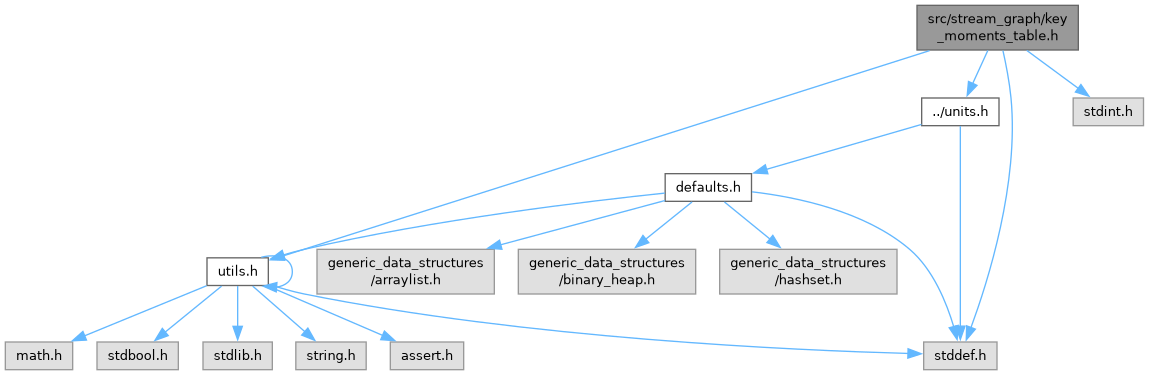 src/stream_graph/key
_moments_table.h
../units.h
stdint.h
defaults.h
utils.h
generic_data_structures
/arraylist.h
generic_data_structures
/binary_heap.h
generic_data_structures
/hashset.h
math.h
stdbool.h
stdlib.h
string.h
assert.h
stddef.h